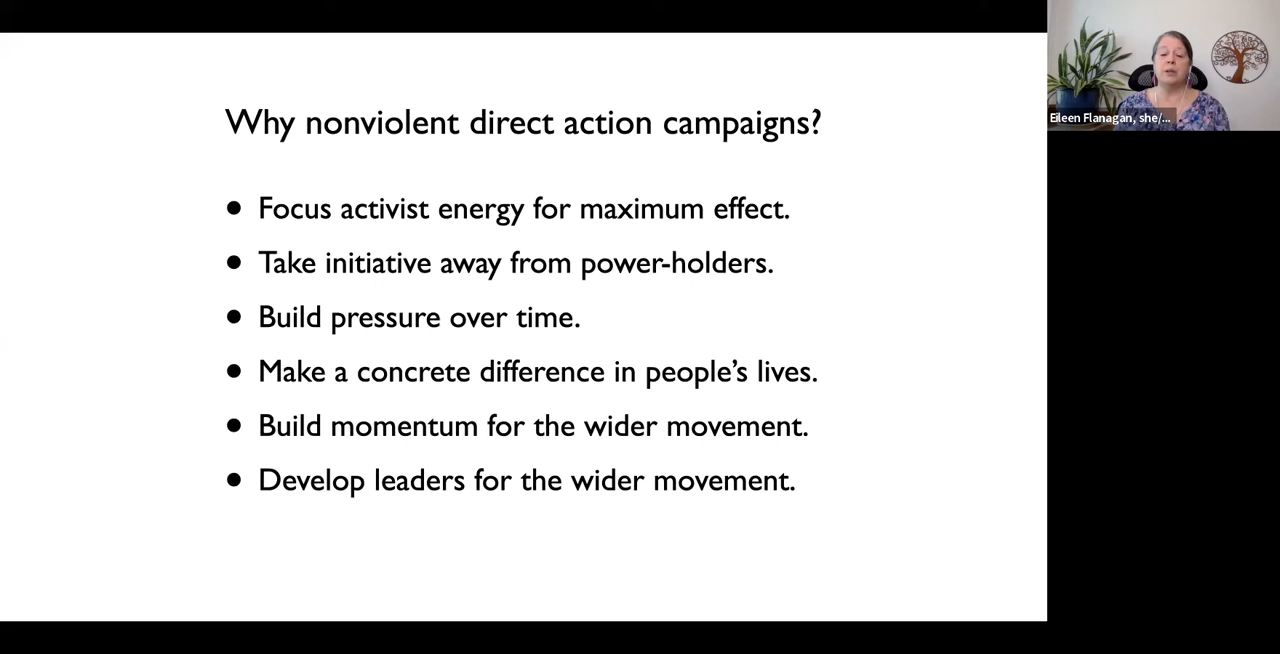 Why nonviolent direct action campaigns?
• Focus activist energy for maximum effect.
• Take initiative away from power-holders.
• Build pressure over time.
• Make a concrete difference in people’s lives.
• Build momentum for the wider movement.
• Develop leaders for the wider movement.
Eileen Flanagan, she/...